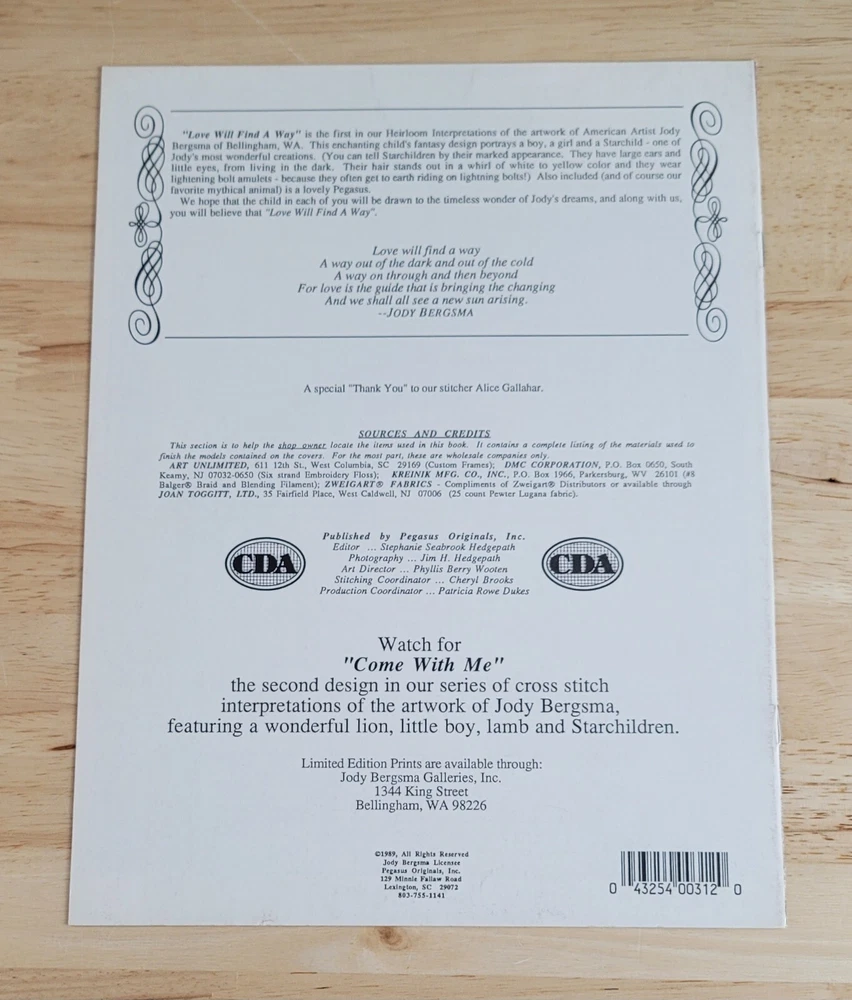 "Love Will Find A Way" is the first in our Heirloom Interpretations of the artwork of American Artist Jody
Bergsma of Bellingham, WA. This enchanting child's fantasy design portrays a boy, a girl and a Starchild - one of
Jody's most wonderful creations. (You can tell Starchildren by their marked appearance. They have large ears and
little eyes, from living in the dark. Their hair stands out in a whirl of white to yellow color and they wear
lightening bolt amulets - because they often get to earth riding on lightning bolts!) Also included (and of course our
favorite mythical animal) is a lovely Pegasus.
We hope that the child in each of you will be drawn to the timeless wonder of Jody's dreams, and along with us,
you will believe that "Love Will Find A Way".
Love will find a way
A way out of the dark and out of the cold
A way on through and then beyond
For love is the guide that is bringing the changing
And we shall all see a new sun arising.
--JODY BERGSMA
A special "Thank You" to our stitcher Alice Gallahar.
SOURCES AND CREDITS
This section is to help the shop owner locate the items used in this book. It contains a complete listing of the materials used to
finish the models contained on the covers. For the most part, these are wholesale companies only.
ART UNLIMITED, 611 12th St., West Columbia, SC 29169 (Custom Frames); DMC CORPORATION, P.O. Box 0650, South
Kearny, NJ 07032-0650 (Six strand Embroidery Floss); KREINIK MFG. CO., INC., P.O. Box 1966, Parkersburg, WV 26101 (#8
Balger® Braid and Blending Filament); ZWEIGART® FABRICS - Compliments of Zweigart® Distributors or available through
JOAN TOGGITT, LTD., 35 Fairfield Place, West Caldwell, NJ 07006 (25 count Pewter Lugana fabric).
Published by Pegasus Originals, Inc.
Editor ... Stephanie Seabrook Hedgepath
Photography ... Jim H. Hedgepath
CDA
CDA
Art Director ... Phyllis Berry Wooten
Stitching Coordinator ... Cheryl Brooks
Production Coordinator ... Patricia Rowe Dukes
Watch for
"Come With Me"
the second design in our series of cross stitch
interpretations of the artwork of Jody Bergsma,
featuring a wonderful lion, little boy, lamb and Starchildren.
Limited Edition Prints are available through:
Jody Bergsma Galleries, Inc.
1344 King Street
Bellingham, WA 98226
©1989, All Rights Reserved
Jody Bergsma Licensee
Pegasus Originals, Inc.
129 Minnie Fallaw Road
Lexington, SC 29072
803-755-1141
0 43254 00312 0